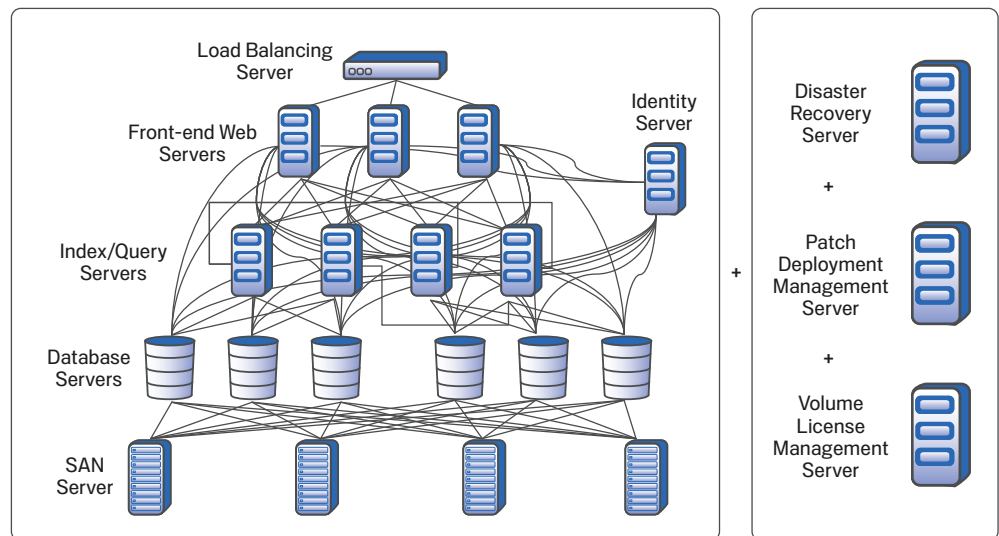 Load Balancing
Server
Front-end Web
Servers
Identity
Server
Index/Query
Servers
Database
Servers
SAN
Server
+
Disaster
Recovery
Server
+
Patch
Deployment
Management
Server
+
Volume
License
Management
Server